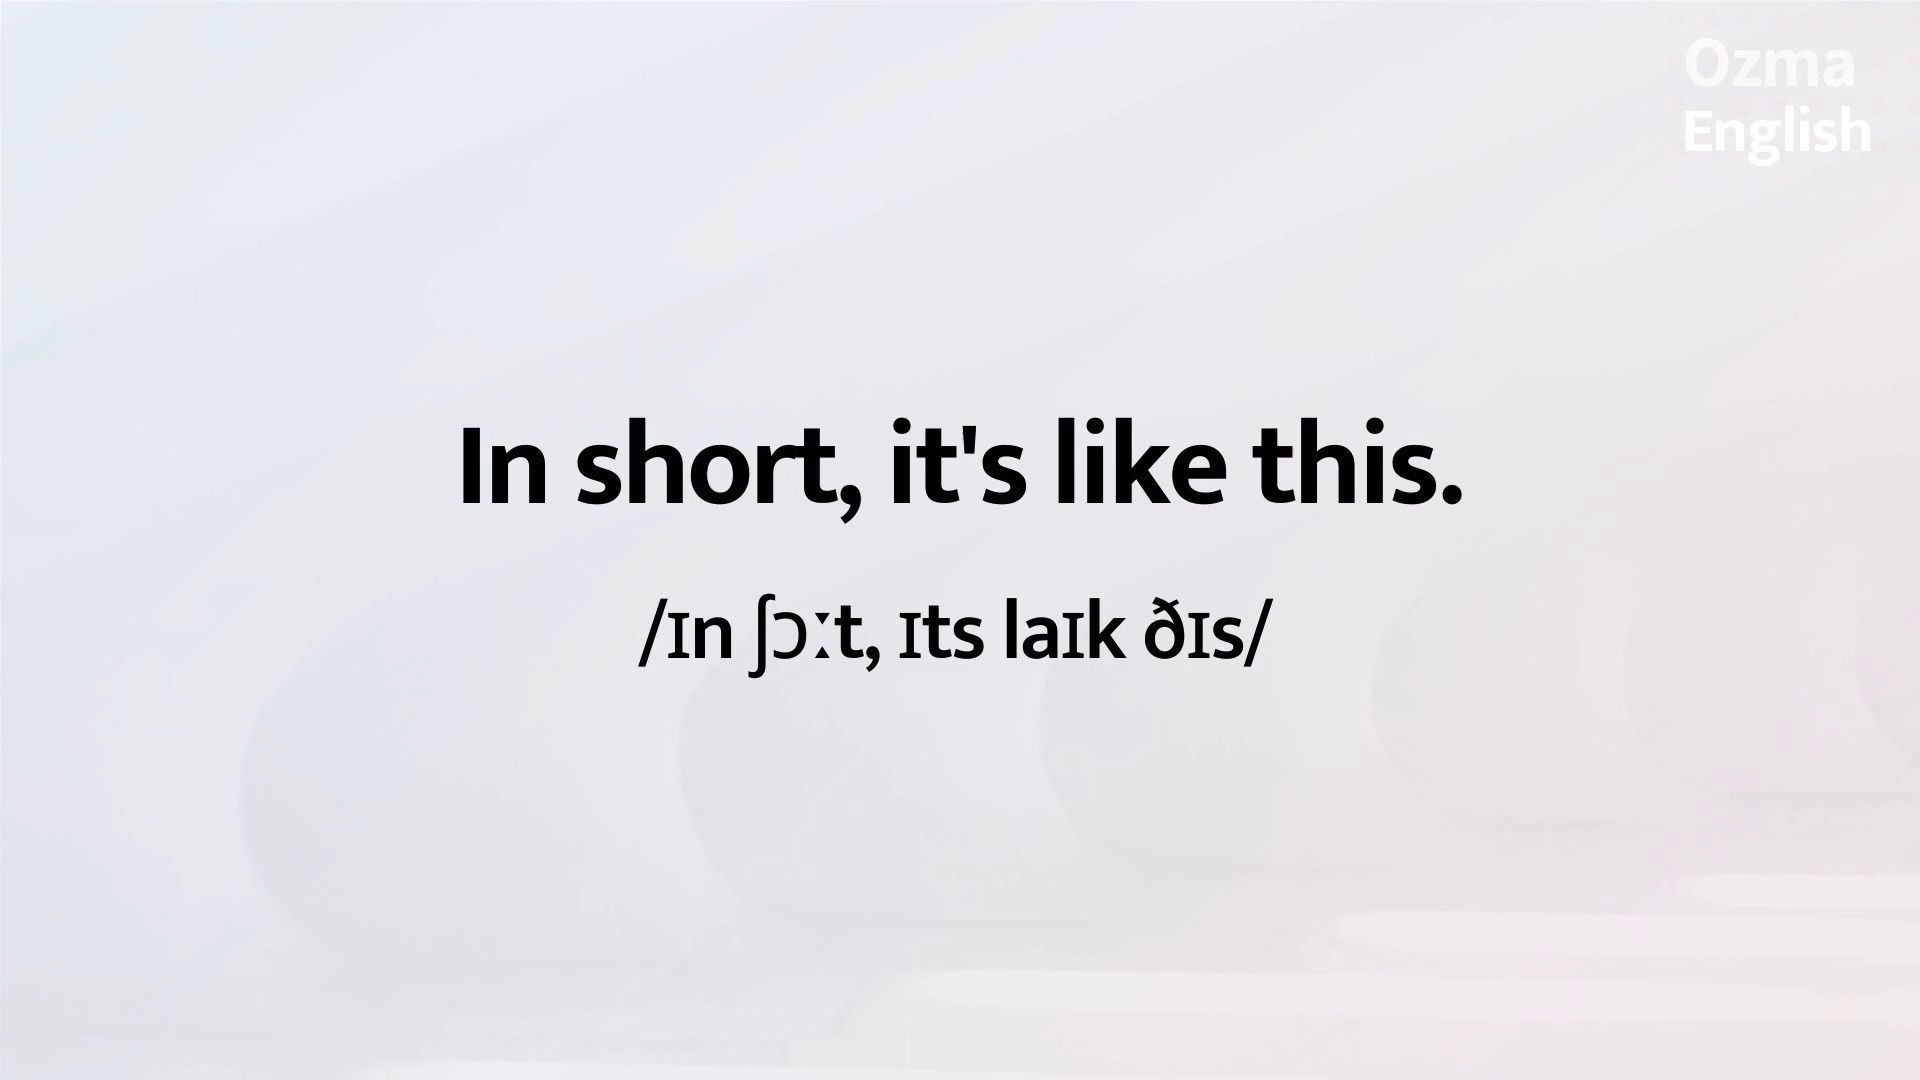 Ozma
English
In short, it's like this.
/ɪn ʃɔːt, ɪts laɪk ðɪs/